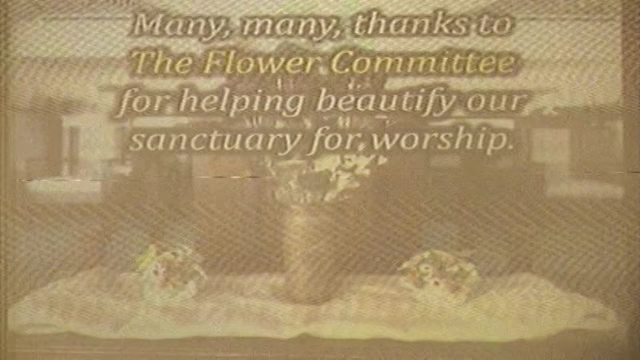 Many, many, thanks to
The Flower Committee
for helping beautify our
sanctuary for worship.